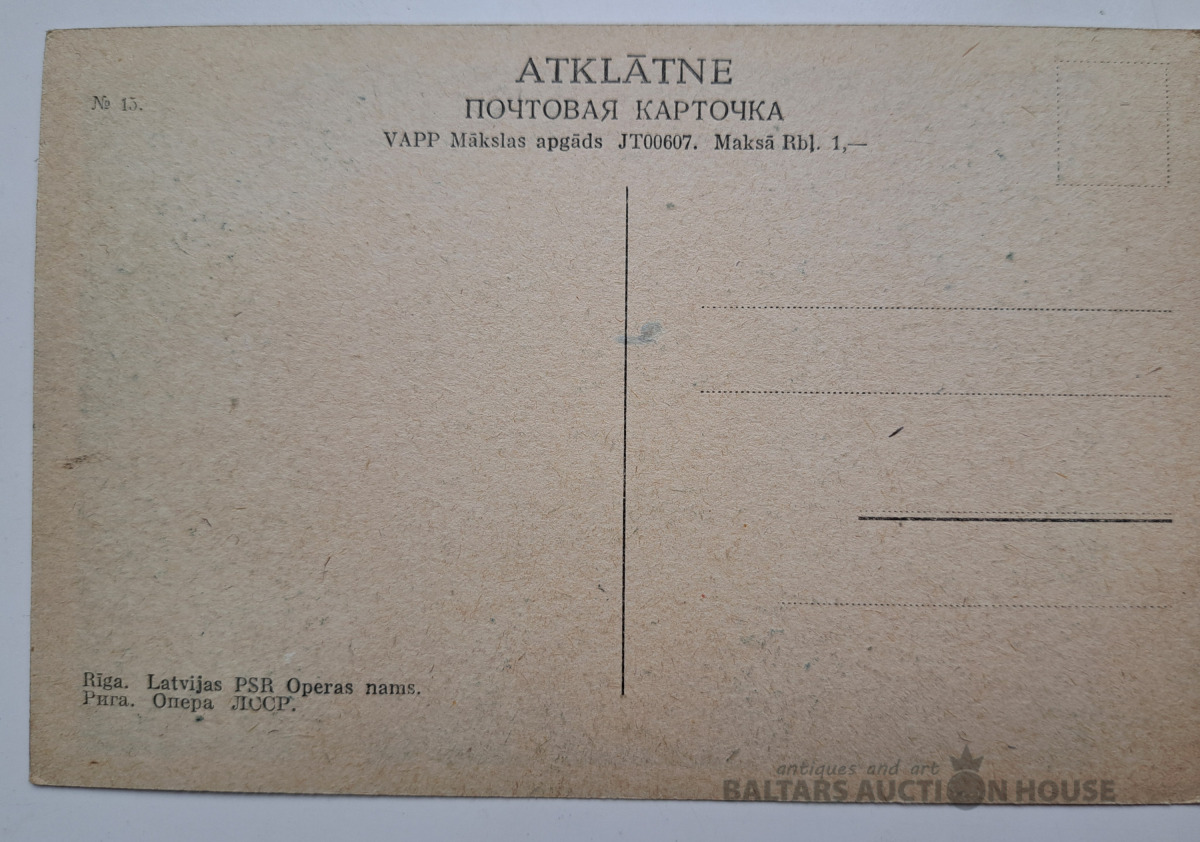 ATKLĀTNE
№ 15.
ПОЧТОВАЯ КАРТОЧКА
VAPP Mākslas apgāds JT00607. Maksā Rbļ. 1,—
Rīga. Latvijas PSR Operas nams.
Рига. Опера ЛССР.
antiques and art
BALTARS AUCTION HOUSE